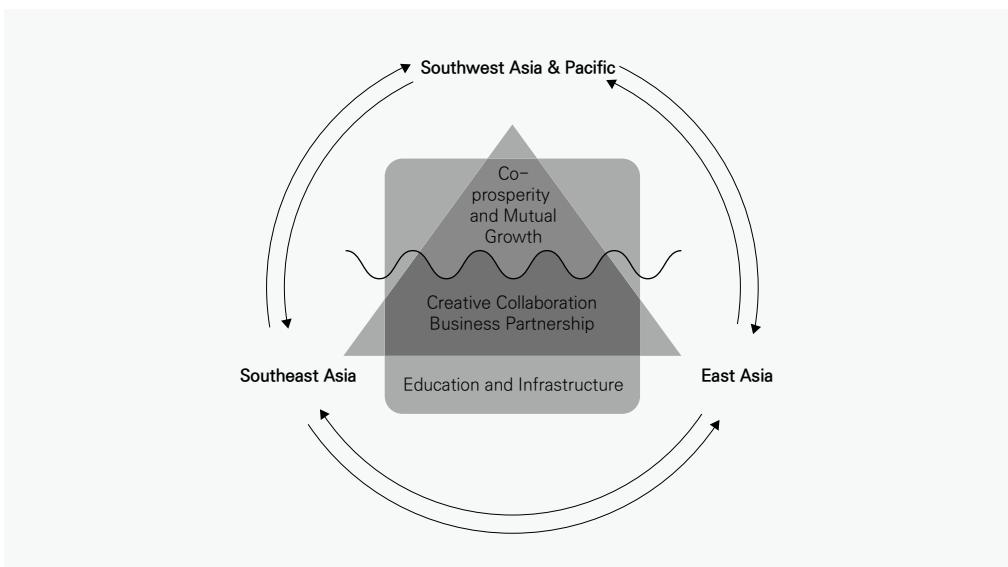 Southwest Asia & Pacific
Co-
prosperity
and Mutual
Growth
Creative Collaboration
Business Partnership
Southeast Asia
Education and Infrastructure
East Asia